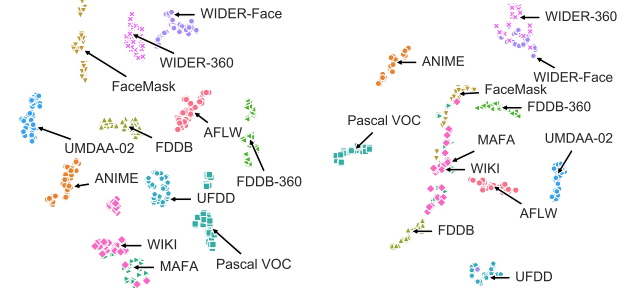 WIDER-Face
WIDER-360
FaceMask
UMDAA-02
FDDB
AFLW
FDDB-360
ANIME
UFDD
WIKI
MAFA
Pascal VOC
WIDER-360
WIDER-Face
ANIME
FaceMask
FDDB-360
Pascal VOC
MAFA
UMDAA-02
WIKI
AFLW
FDDB
UFDD